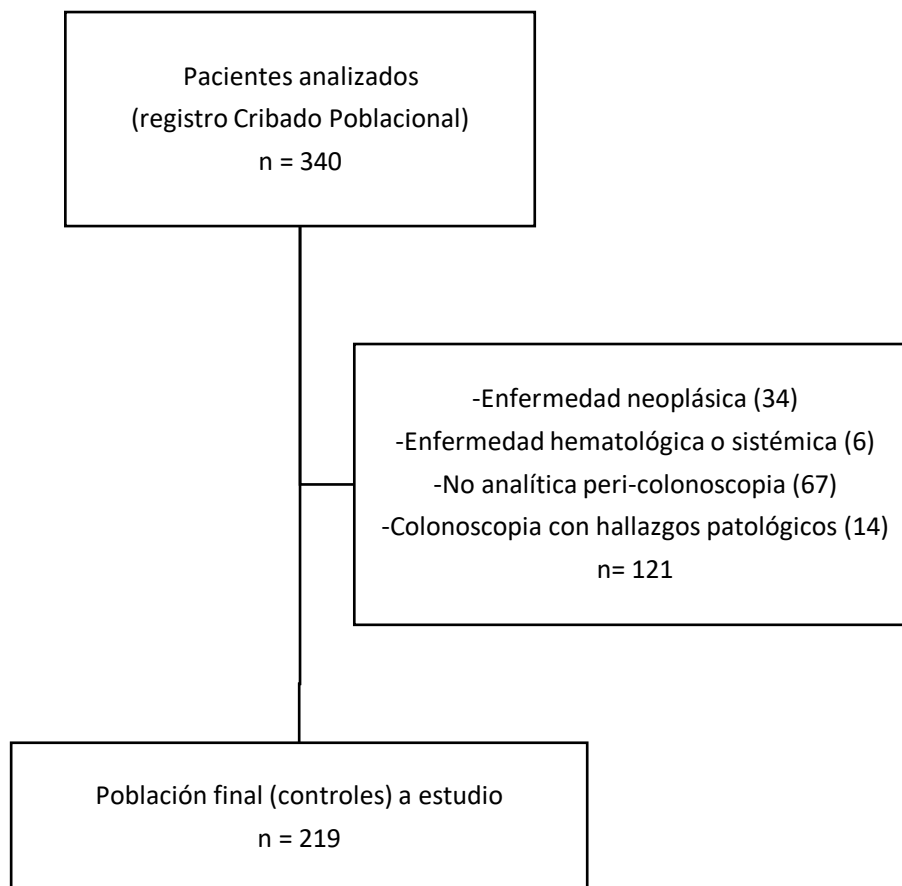 Pacientes analizados
(registro Cribado Poblacional)
n = 340
-Enfermedad neoplásica (34)
-Enfermedad hematológica o sistémica (6)
-No analítica peri-colonoscopia (67)
-Colonoscopia con hallazgos patológicos (14)
n= 121
Población final (controles) a estudio
n = 219